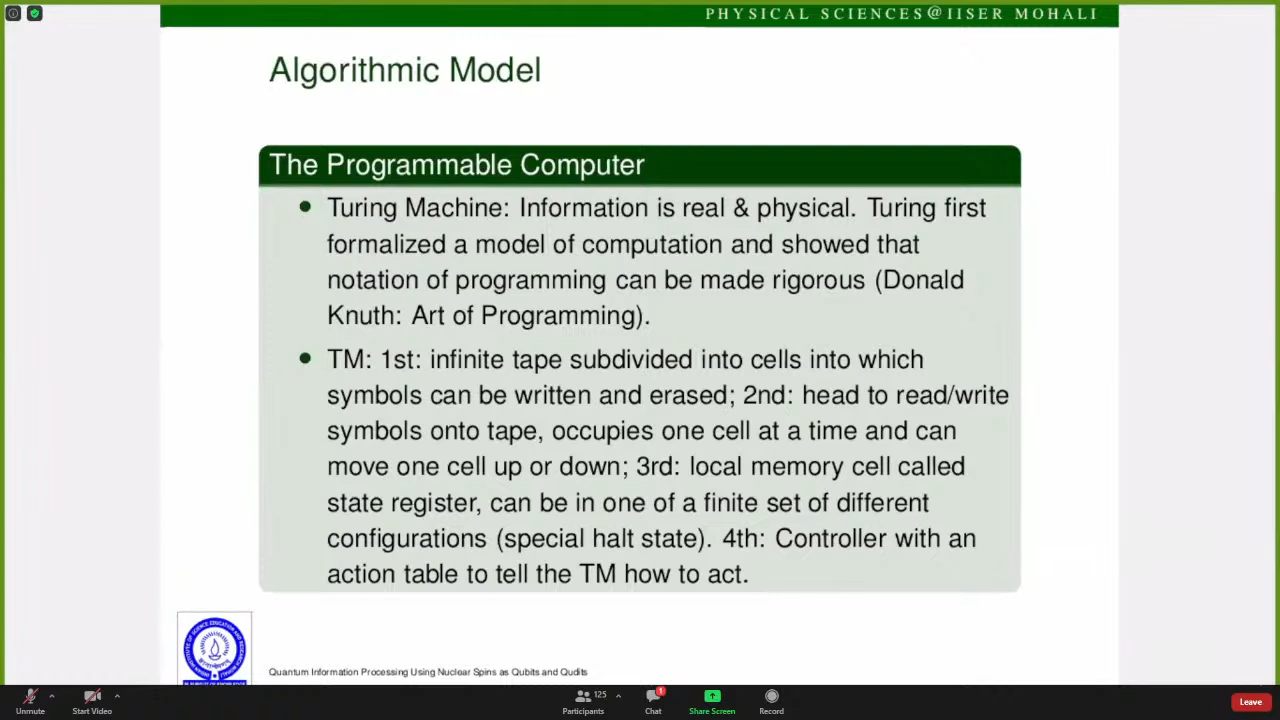 PHYSICAL SCIENCES@IISER MOHALI
Algorithmic Model
The Programmable Computer
Turing Machine: Information is real & physical. Turing first
formalized a model of computation and showed that
notation of programming can be made rigorous (Donald
Knuth: Art of Programming).
TM: 1st: infinite tape subdivided into cells into which
symbols can be written and erased; 2nd: head to read/write
symbols onto tape, occupies one cell at a time and can
move one cell up or down; 3rd: local memory cell called
state register, can be in one of a finite set of different
configurations (special halt state). 4th: Controller with an
action table to tell the TM how to act.
Quantum Information Processing Using Nuclear Spins as Qubits and Qudits
Unmute
Start Video
125
Participants
1
Chat
Share Screen
Record
Leave